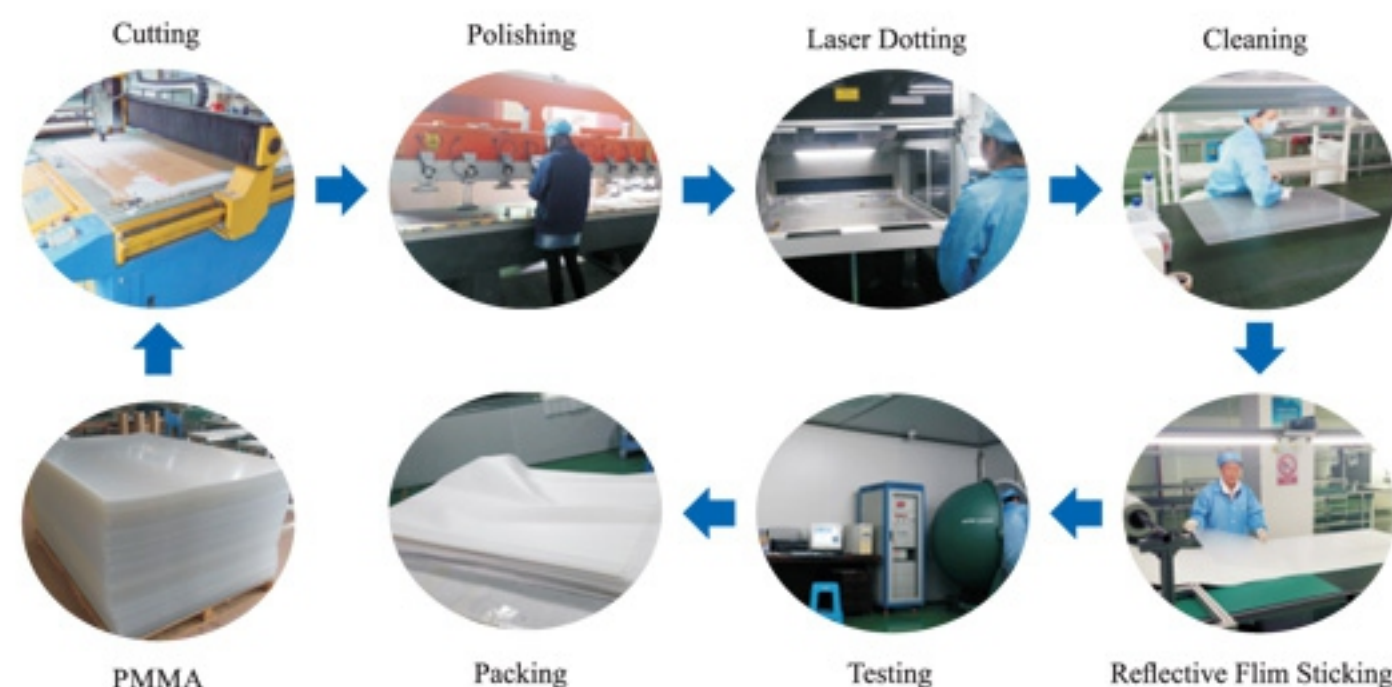 Cutting
Polishing
Laser Dotting
Cleaning
PMMA
Packing
Testing
Reflective Flim Sticking